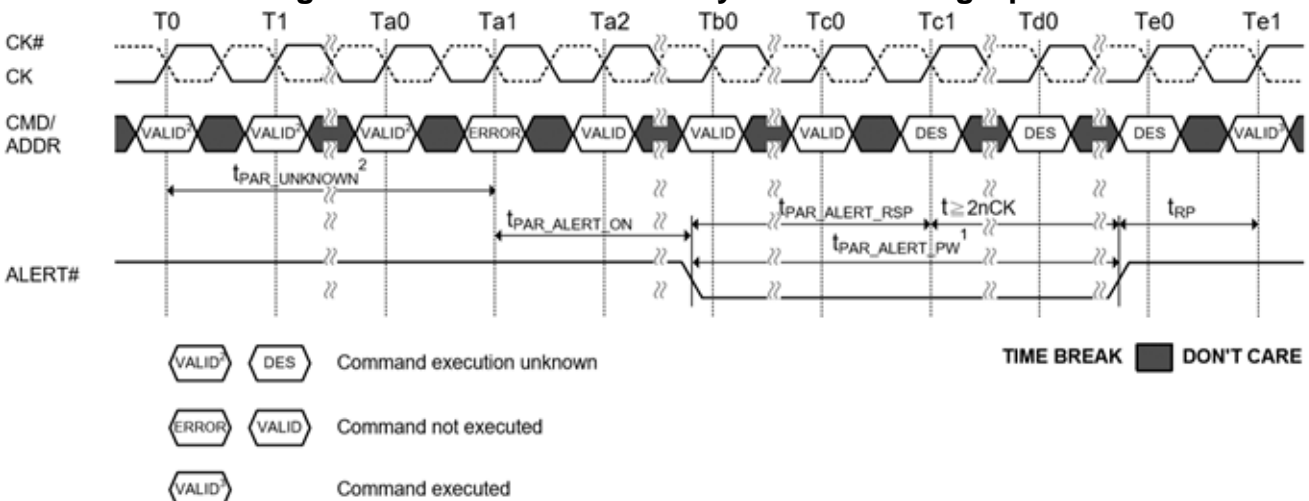 T0 T1 Ta0 Ta1 Ta2 Tb0 Tc0 Tc1 Td0 Te0 Te1
CK#
CK
CMD/
ADDR
VALID² VALID² VALID² ERROR VALID VALID VALID DES DES DES VALID³
tPAR_UNKNOWN²
tPAR_ALERT_ON
tPAR_ALERT_RSP t≧2nCK tRP
tPAR_ALERT_PW¹
ALERT#
VALID² DES Command execution unknown
TIME BREAK DON'T CARE
ERROR VALID Command not executed
VALID³ Command executed